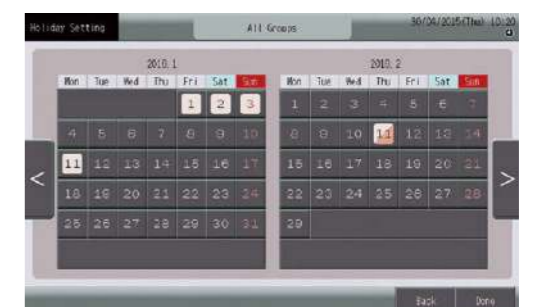 Holiday Setting All Groups 30/04/2015(Thu) 10:20
2010. 1
Mon Tue Wed Thu Fri Sat Sun
1 2 3
4 5 6 7 8 9 10
11 12 13 14 15 16 17
18 19 20 21 22 23 24
25 26 27 28 29 30 31
2010. 2
Mon Tue Wed Thu Fri Sat Sun
1 2 3 4 5 6 7
8 9 10 11 12 13 14
15 16 17 18 19 20 21
22 23 24 25 26 27 28
29
< >
Back Done